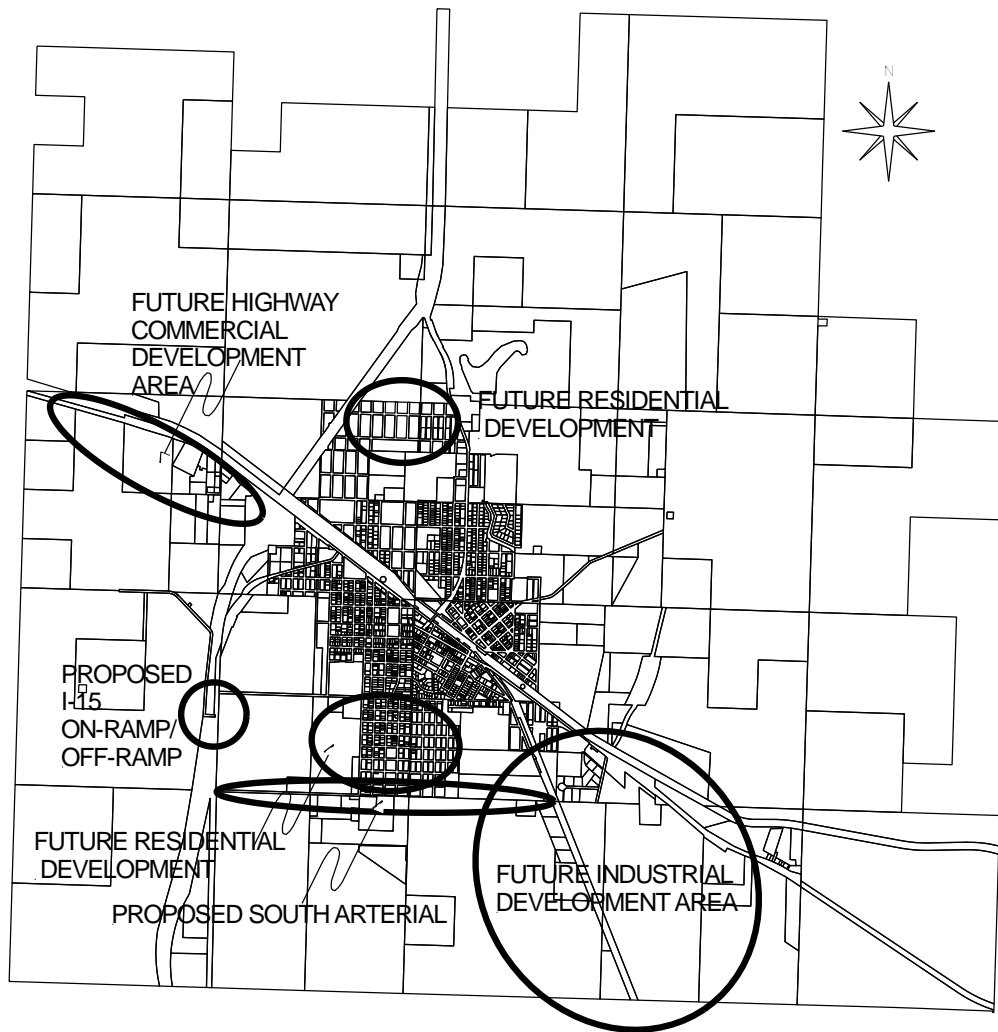 N
FUTURE HIGHWAY
COMMERCIAL
DEVELOPMENT
AREA
FUTURE RESIDENTIAL
DEVELOPMENT
PROPOSED
I-15
ON-RAMP/
OFF-RAMP
FUTURE RESIDENTIAL
DEVELOPMENT
PROPOSED SOUTH ARTERIAL
FUTURE INDUSTRIAL
DEVELOPMENT AREA